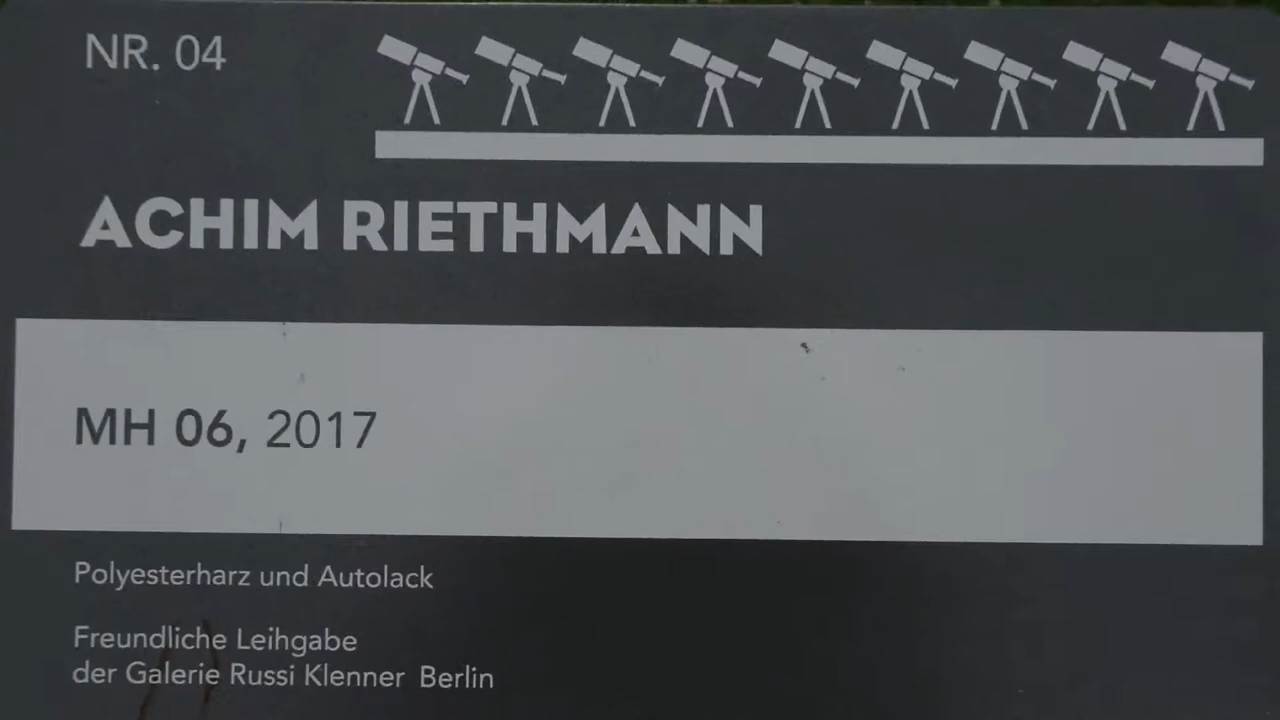 NR. 04
ACHIM RIETHMANN
MH 06, 2017
Polyesterharz und Autolack
Freundliche Leihgabe
der Galerie Russi Klenner Berlin